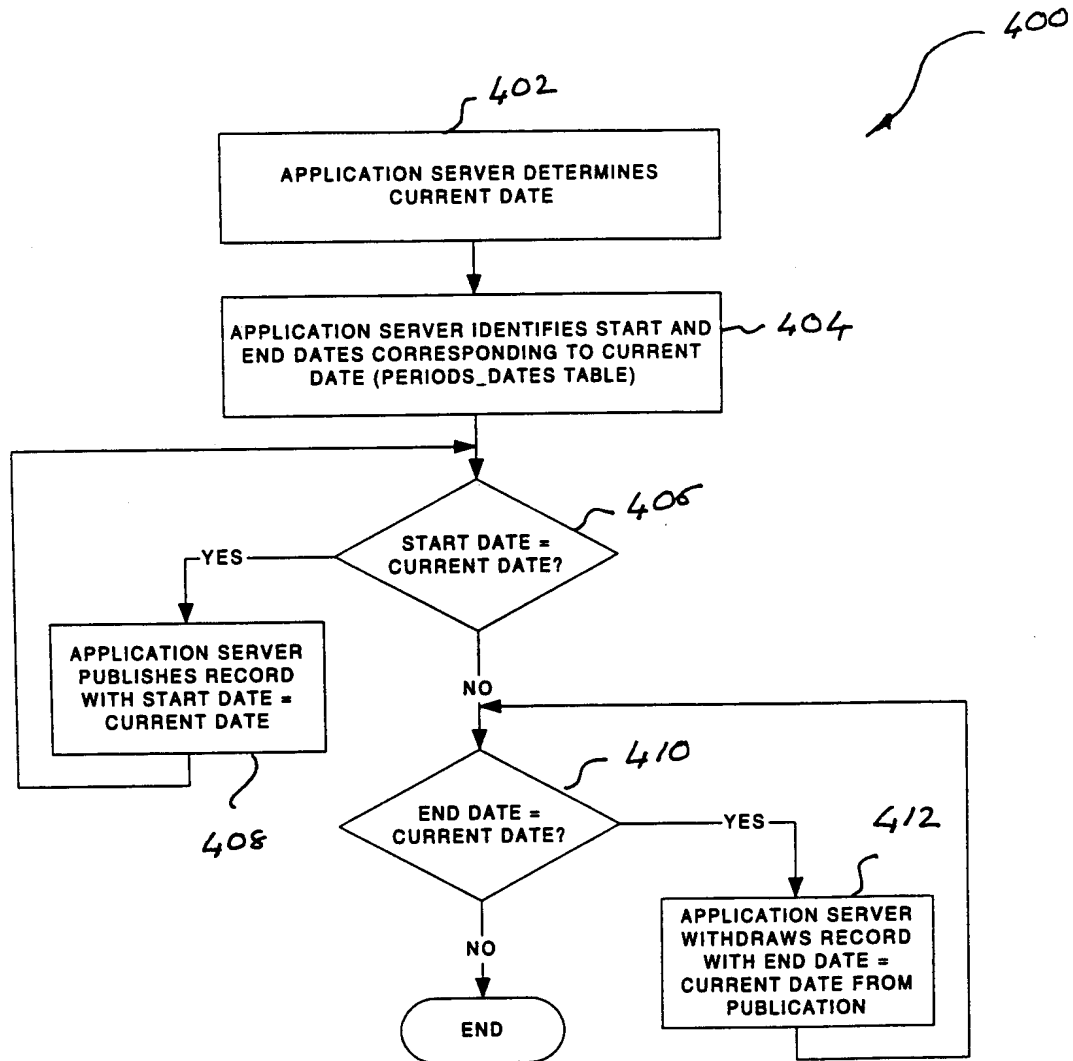 400
402
APPLICATION SERVER DETERMINES
CURRENT DATE
APPLICATION SERVER IDENTIFIES START AND
END DATES CORRESPONDING TO CURRENT
DATE (PERIODS_DATES TABLE)
404
406
START DATE =
CURRENT DATE?
YES
APPLICATION SERVER
PUBLISHES RECORD
WITH START DATE =
CURRENT DATE
408
NO
410
END DATE =
CURRENT DATE?
YES
412
APPLICATION SERVER
WITHDRAWS RECORD
WITH END DATE =
CURRENT DATE FROM
PUBLICATION
NO
END